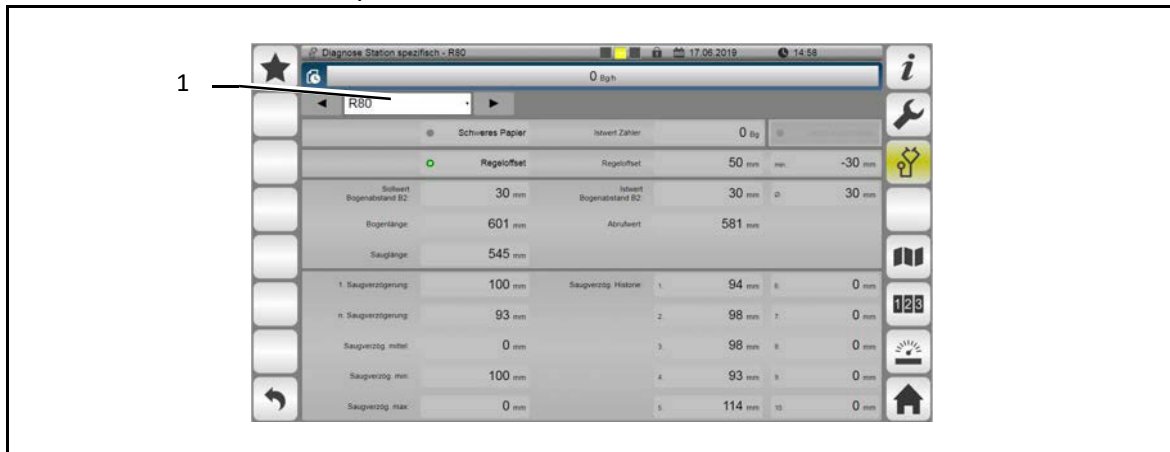 1
Diagnose Station spezifisch - R80 17.06.2019 14:58
0 Bg/h
R80
Schweres Papier Istwert Zähler 0 Bg
Regeloffset Regeloffset 50 mm min. -30 mm
Sollwert Bogenabstand B2: 30 mm Istwert Bogenabstand B2: 30 mm Ø: 30 mm
Bogenlänge: 601 mm Abrufwert 581 mm
Sauglänge: 545 mm
1. Saugverzögerung: 100 mm Saugverzög. Historie: 1. 94 mm 6. 0 mm
n. Saugverzögerung: 93 mm 2. 98 mm 7. 0 mm
Saugverzög. mittel: 0 mm 3. 98 mm 8. 0 mm
Saugverzög. min: 100 mm 4. 93 mm 9. 0 mm
Saugverzög. max: 0 mm 5. 114 mm 10. 0 mm
i
123